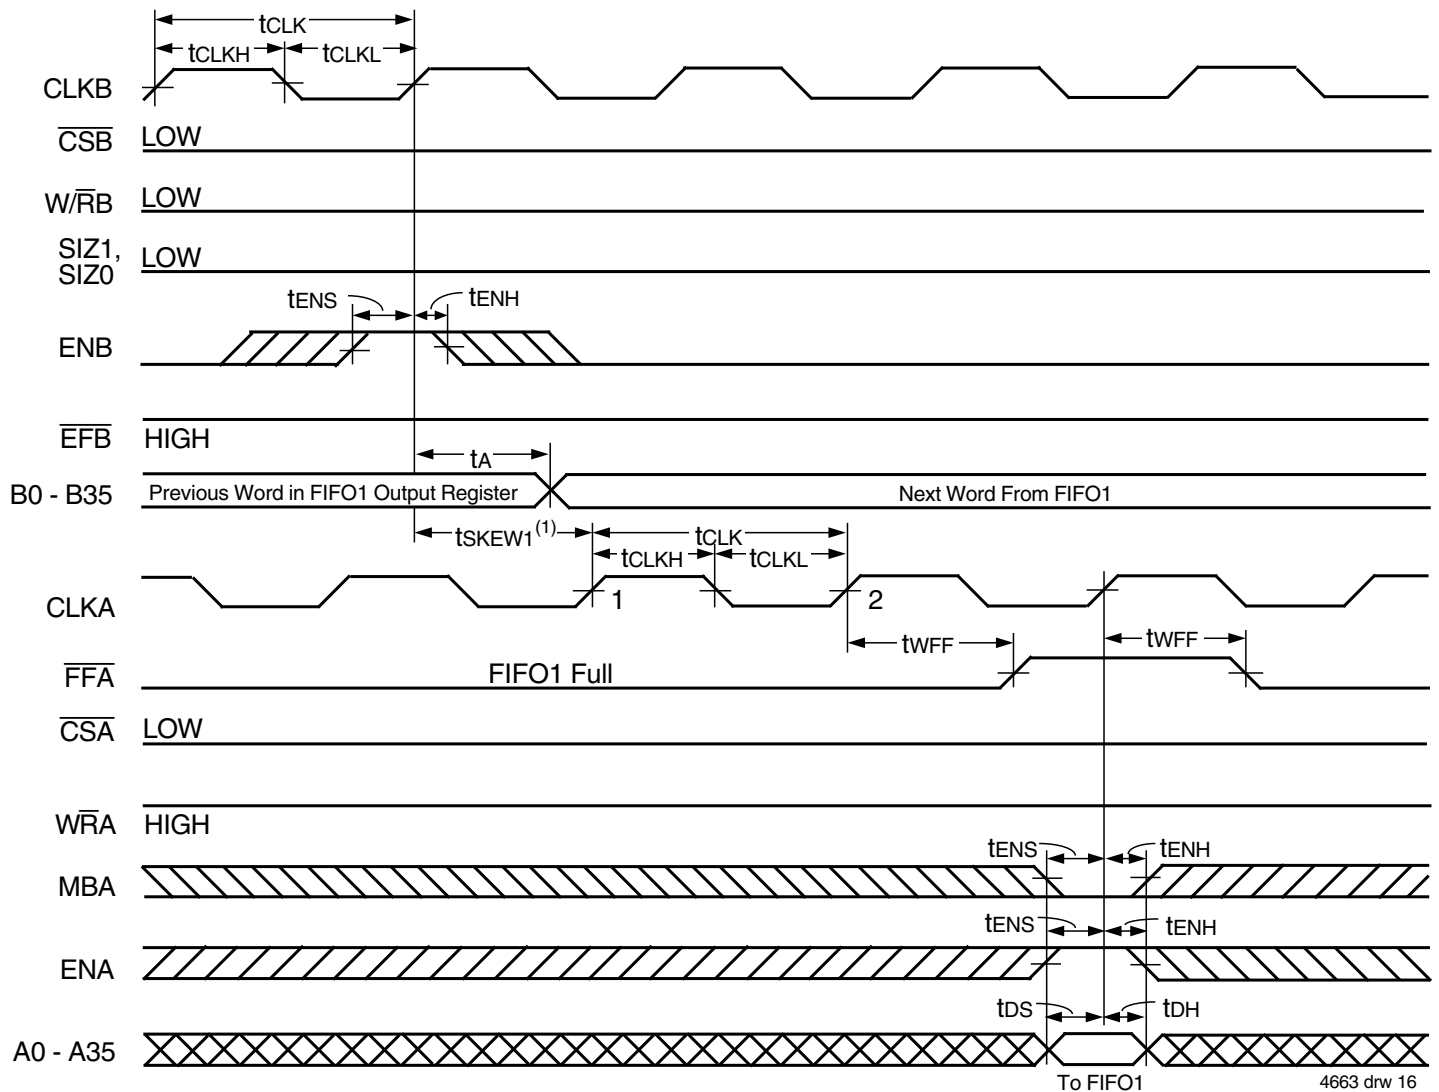 tCLK
tCLKH tCLKL
CLKB
CSB LOW
W/RB LOW
SIZ1,
SIZ0 LOW
tENS tENH
ENB
EFB HIGH
tA
B0 - B35 Previous Word in FIFO1 Output Register Next Word From FIFO1
tSKEW1(1) tCLK
tCLKH tCLKL
CLKA 1 2
tWFF tWFF
FFA FIFO1 Full
CSA LOW
WRA HIGH
tENS tENH
MBA
tENS tENH
ENA
tDS tDH
A0 - A35
To FIFO1 4663 drw 16